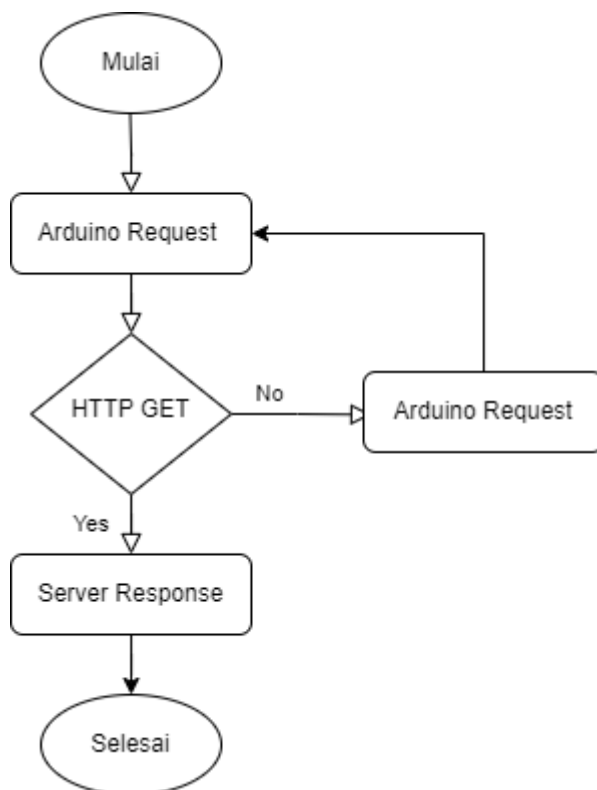 Mulai
Arduino Request
HTTP GET
No
Arduino Request
Yes
Server Response
Selesai